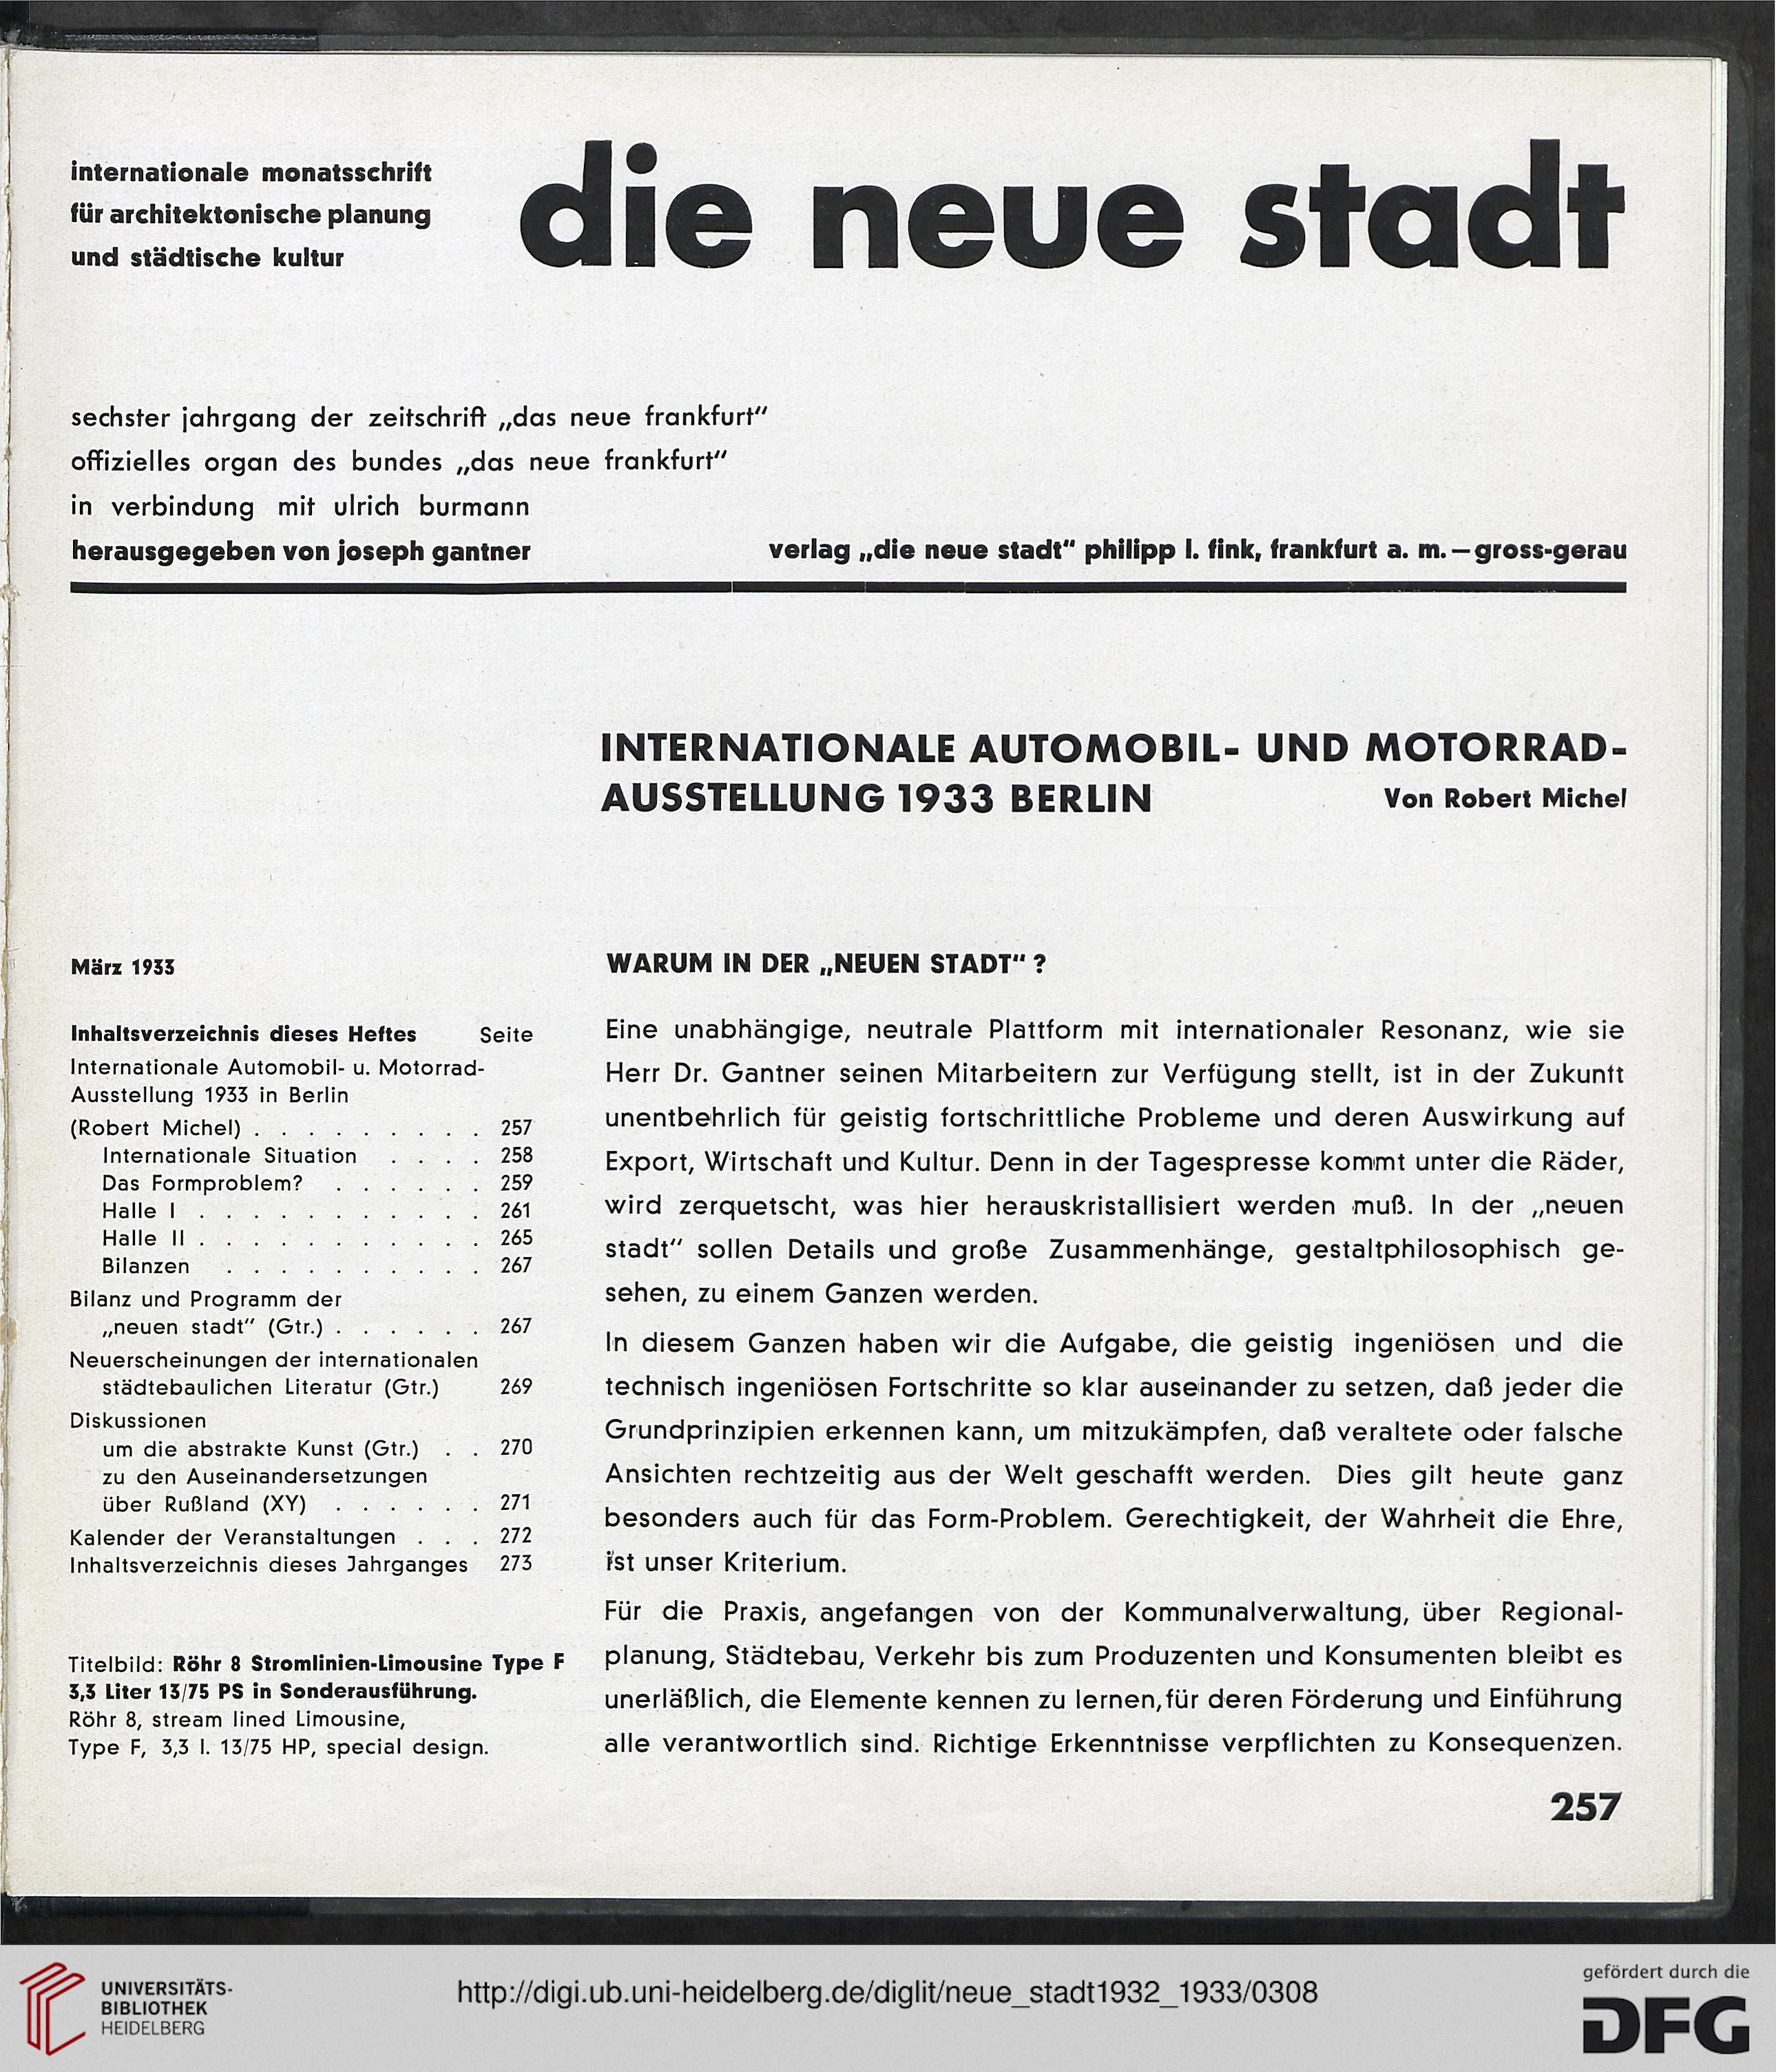 internationale monatsschrift
für architektonische planung
und städtische kultur
die neue stadt
sechster jahrgang der zeitschrift „das neue frankfurt"
offizielles organ des bundes „das neue frankfurt"
in verbindung mit ulrich burmann
herausgegeben von joseph gantner
verlag „die neue stadt" philipp l. fink, frankfurt a. m. — gross-gerau
INTERNATIONALE AUTOMOBIL- UND MOTORRAD-
AUSSTELLUNG 1933 BERLIN Von Robert Michel
März 1933
Inhaltsverzeichnis dieses Heftes Seite
Internationale Automobil- u. Motorrad-
Ausstellung 1933 in Berlin
(Robert Michel) . . . . . . . . . 257
Internationale Situation . . . . 258
Das Formproblem? . . . . . . 259
Halle I . . . . . . . . . . . 261
Halle II . . . . . . . . . . . 265
Bilanzen . . . . . . . . . . 267
Bilanz und Programm der
„neuen stadt" (Gtr.) . . . . . . 267
Neuerscheinungen der internationalen
städtebaulichen Literatur (Gtr.) 269
Diskussionen
um die abstrakte Kunst (Gtr.) . . 270
zu den Auseinandersetzungen
über Rußland (XY) . . . . . . 271
Kalender der Veranstaltungen . . . 272
Inhaltsverzeichnis dieses Jahrganges 273
Titelbild: Röhr 8 Stromlinien-Limousine Type F
3,3 Liter 13/75 PS in Sonderausführung.
Röhr 8, stream lined Limousine,
Type F, 3,3 l. 13/75 HP, special design.
WARUM IN DER „NEUEN STADT" ?
Eine unabhängige, neutrale Plattform mit internationaler Resonanz, wie sie
Herr Dr. Gantner seinen Mitarbeitern zur Verfügung stellt, ist in der Zukunft
unentbehrlich für geistig fortschrittliche Probleme und deren Auswirkung auf
Export, Wirtschaft und Kultur. Denn in der Tagespresse kommt unter die Räder,
wird zerquetscht, was hier herauskristallisiert werden muß. In der „neuen
stadt" sollen Details und große Zusammenhänge, gestaltphilosophisch ge-
sehen, zu einem Ganzen werden.
In diesem Ganzen haben wir die Aufgabe, die geistig ingeniösen und die
technisch ingeniösen Fortschritte so klar auseinander zu setzen, daß jeder die
Grundprinzipien erkennen kann, um mitzukämpfen, daß veraltete oder falsche
Ansichten rechtzeitig aus der Welt geschafft werden. Dies gilt heute ganz
besonders auch für das Form-Problem. Gerechtigkeit, der Wahrheit die Ehre,
ist unser Kriterium.
Für die Praxis, angefangen von der Kommunalverwaltung, über Regional-
planung, Städtebau, Verkehr bis zum Produzenten und Konsumenten bleibt es
unerläßlich, die Elemente kennen zu lernen, für deren Förderung und Einführung
alle verantwortlich sind. Richtige Erkenntnisse verpflichten zu Konsequenzen.
257
UNIVERSITÄTS-
BIBLIOTHEK
HEIDELBERG
http://digi.ub.uni-heidelberg.de/diglit/neue_stadt1932_1933/0308
gefördert durch die
DFG